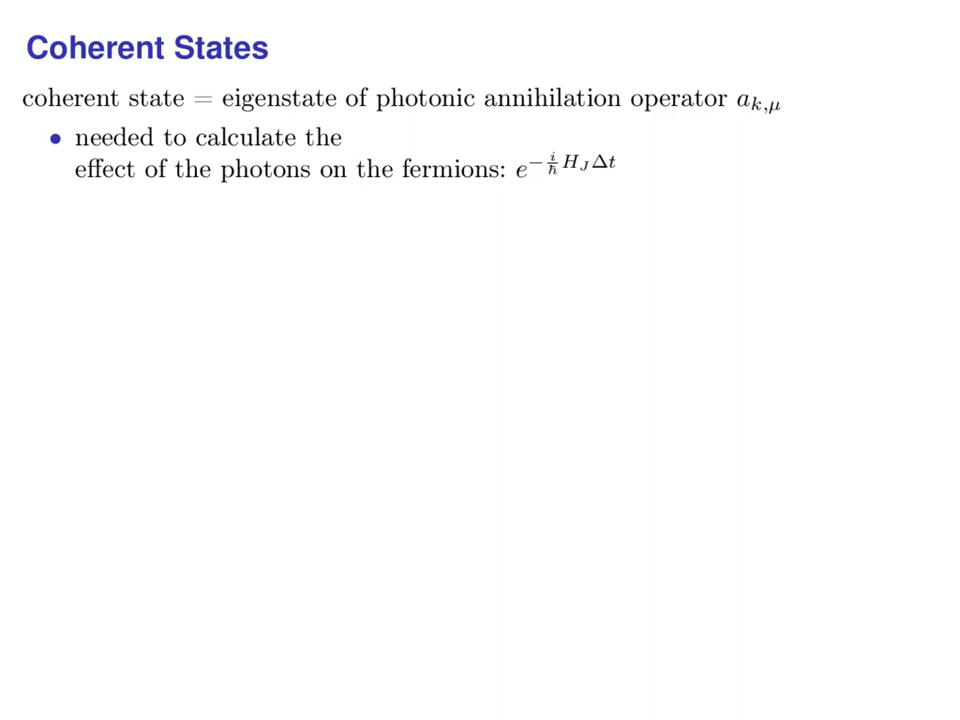 Coherent States
coherent state = eigenstate of photonic annihilation operator $a_{k,\mu}$
• needed to calculate the
effect of the photons on the fermions: $e^{-\frac{i}{\hbar} H_J \Delta t}$